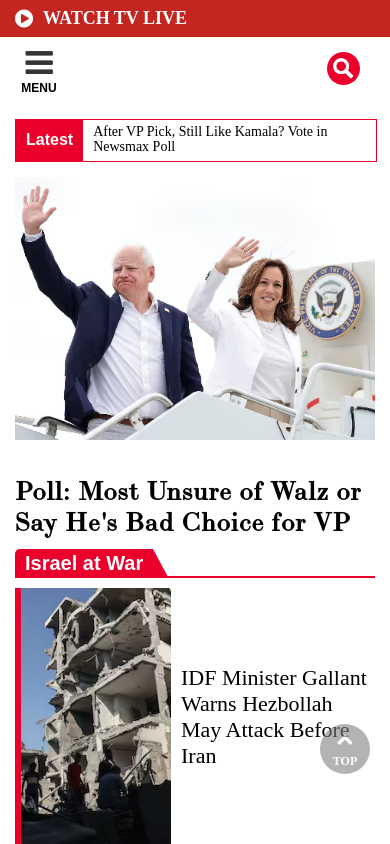 WATCH TV LIVE
MENU
Latest
After VP Pick, Still Like Kamala? Vote in
Newsmax Poll
Poll: Most Unsure of Walz or
Say He's Bad Choice for VP
Israel at War
IDF Minister Gallant
Warns Hezbollah
May Attack Before
Iran
TOP